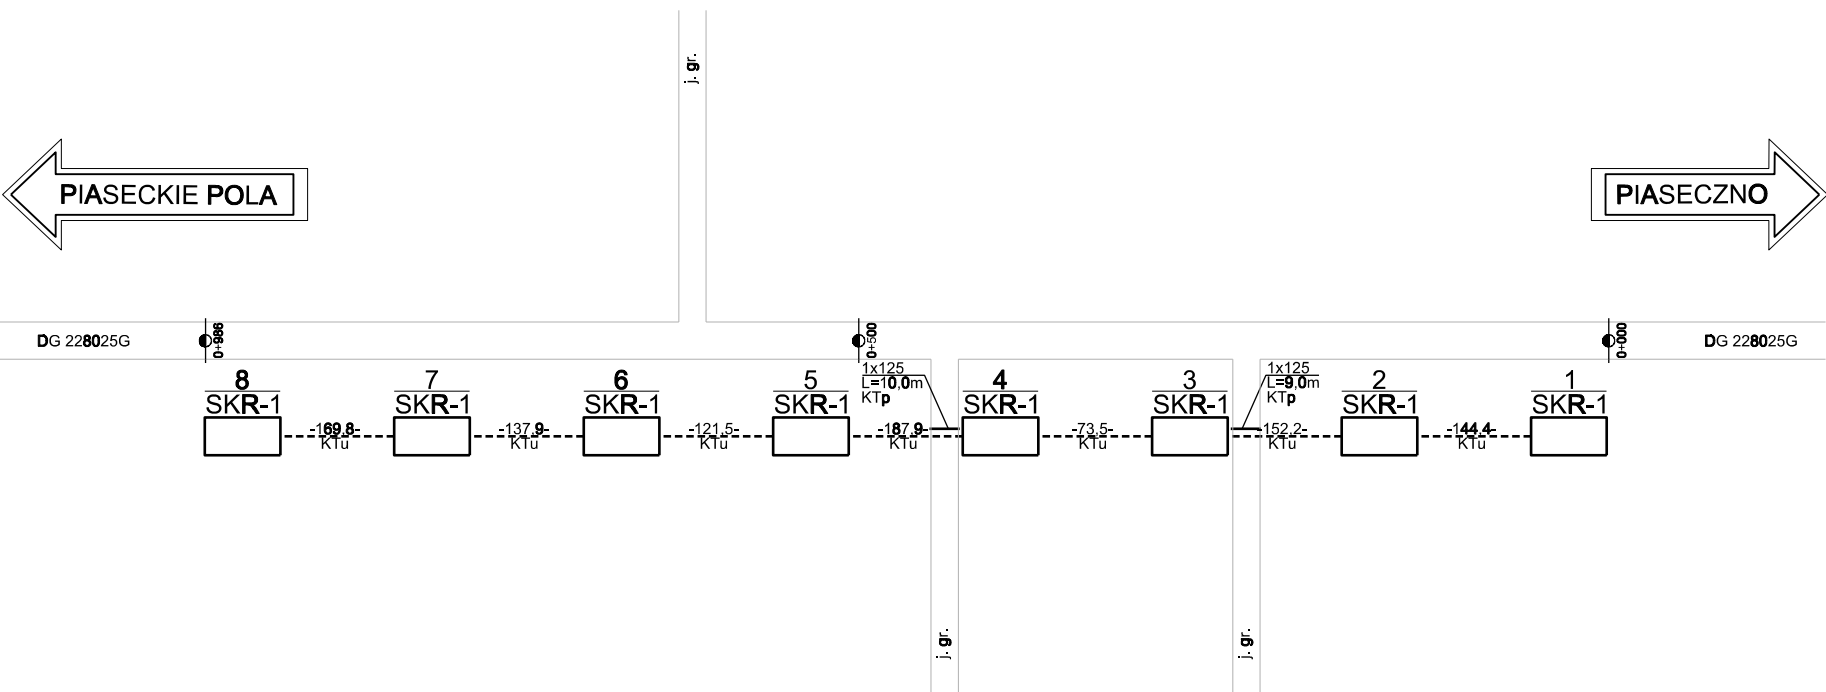 j. gr.
PIASECKIE POLA
PIASECZNO
DG 228025G
0+986
0+500
0+000
DG 228025G
1x125
L=10,0m
KTp
1x125
L=9,0m
KTp
8
SKR-1
7
SKR-1
6
SKR-1
5
SKR-1
4
SKR-1
3
SKR-1
2
SKR-1
1
SKR-1
-169,8-
KTu
-137,9-
KTu
-121,5-
KTu
-187,9-
KTu
-73,5-
KTu
-152,2-
KTu
-144,4-
KTu
j. gr.
j. gr.